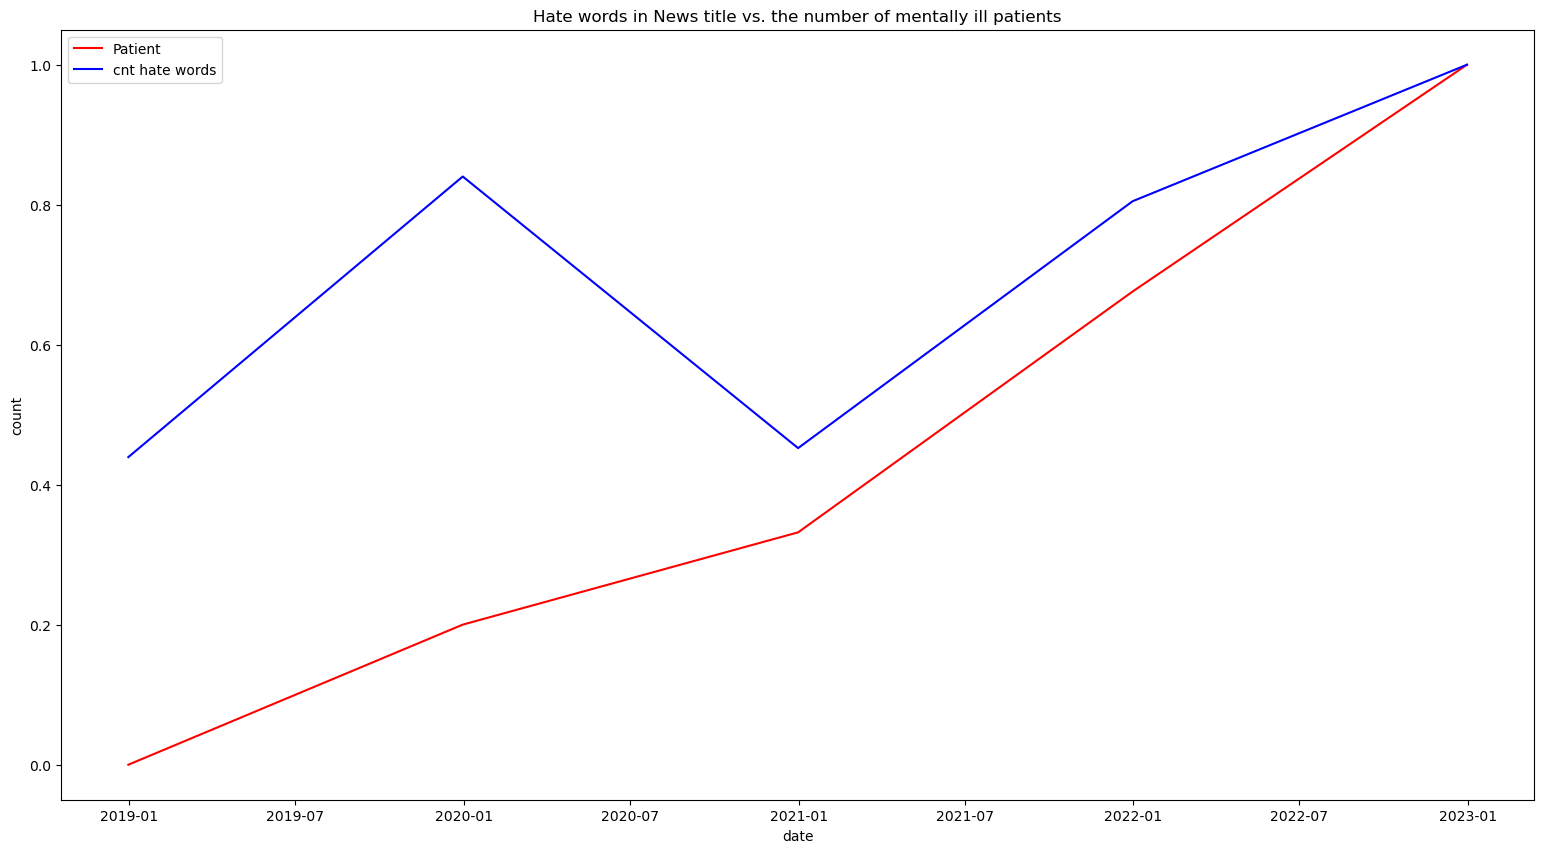 Hate words in News title vs. the number of mentally ill patients
Patient
cnt hate words
1.0
0.8
0.6
0.4
0.2
0.0
count
2019-01 2019-07 2020-01 2020-07 2021-01 2021-07 2022-01 2022-07 2023-01
date